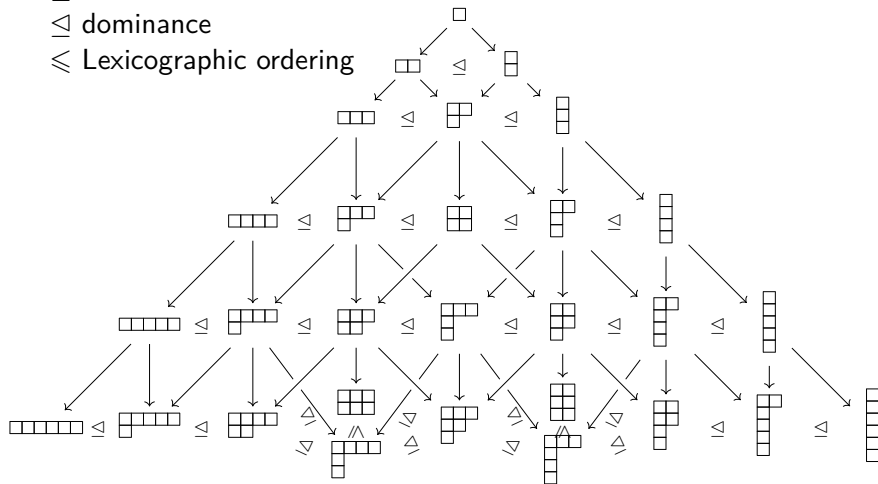 ⊴ dominance
⩽ Lexicographic ordering
⊴
⊴ ⊴
⊴ ⊴ ⊴ ⊴
⊴ ⊴ ⊴ ⊴ ⊴ ⊴
⊴ ⊴ ⊴ ⊴ ⊴ ⊴ ⊴
⩽ ⩽
⊴ ⊴ ⊴ ⊴